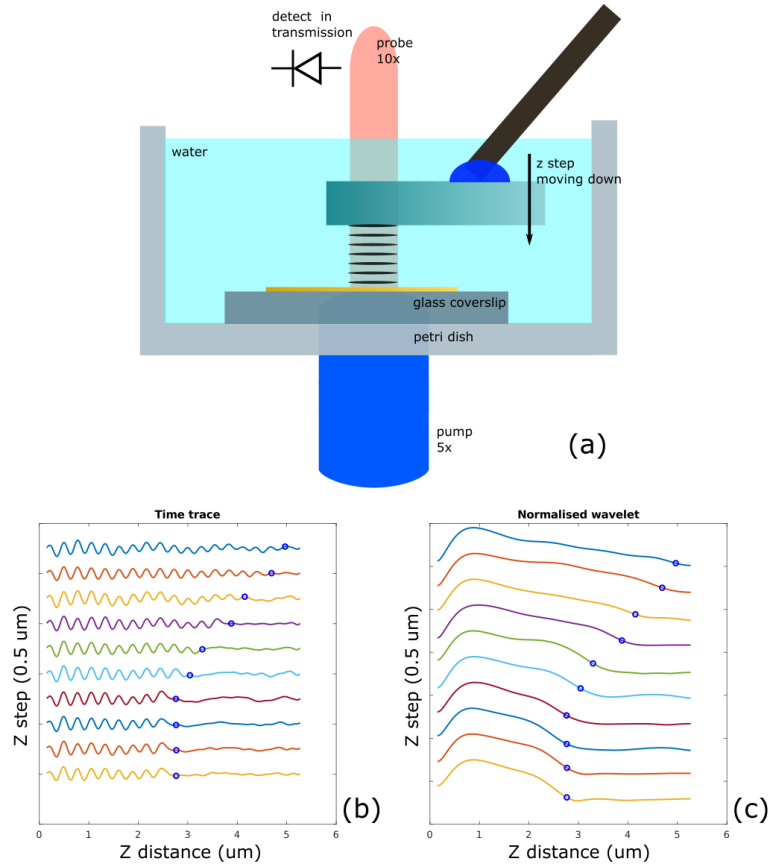 detect in
transmission
probe
10x
water
z step
moving down
glass coverslip
petri dish
pump
5x
(a)
Time trace
Z step (0.5 um)
(b)
0 1 2 3 4 5 6
Z distance (um)
Normalised wavelet
Z step (0.5 um)
(c)
0 1 2 3 4 5 6
Z distance (um)